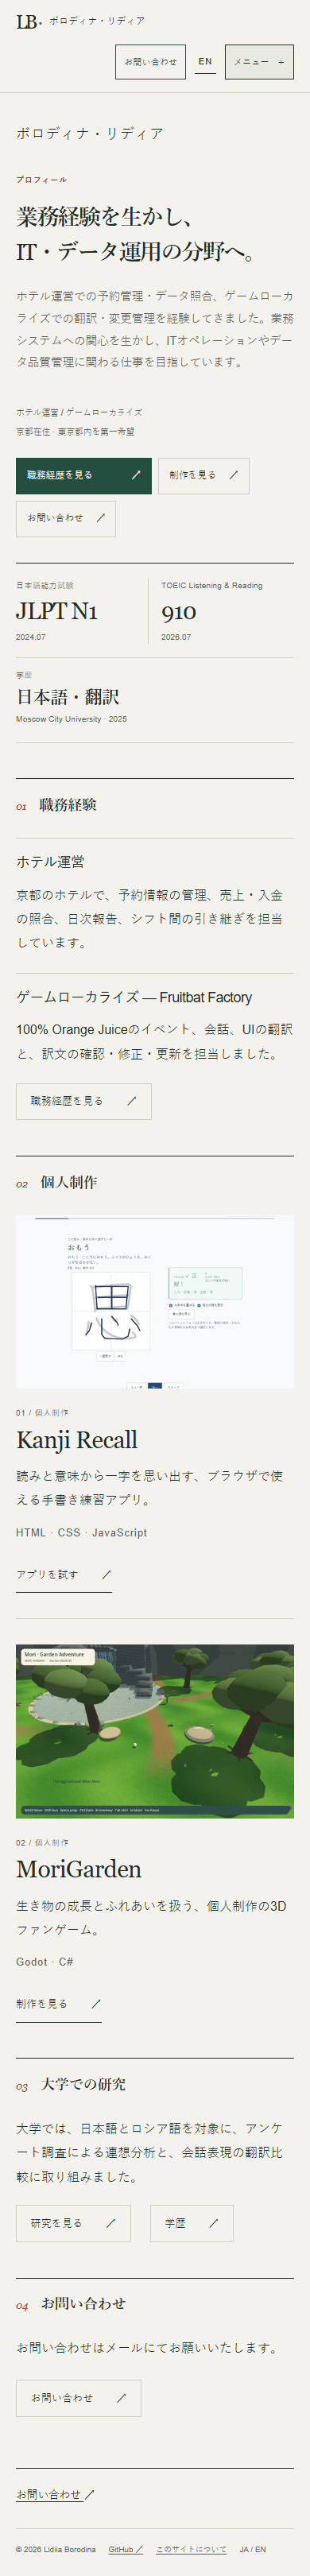 LB· ボロディナ・リディア
お問い合わせ EN メニュー +
ボロディナ・リディア
プロフィール
業務経験を生かし、
IT・データ運用の分野へ。
ホテル運営での予約管理・データ照合、ゲームローカ
ライズでの翻訳・変更管理を経験してきました。業務
システムへの関心を生かし、ITオペレーションやデー
タ品質管理に関わる仕事を目指しています。
ホテル運営 / ゲームローカライズ
京都在住・東京都内を第一希望
職務経歴を見る ↗ 制作を見る ↗
お問い合わせ ↗
日本語能力試験 TOEIC Listening & Reading
JLPT N1 910
2024.07 2026.07
学歴
日本語・翻訳
Moscow City University · 2025
01 職務経験
ホテル運営
京都のホテルで、予約情報の管理、売上・入金
の照合、日次報告、シフト間の引き継ぎを担当
しています。
ゲームローカライズ — Fruitbat Factory
100% Orange Juiceのイベント、会話、UIの翻訳
と、訳文の確認・修正・更新を担当しました。
職務経歴を見る ↗
02 個人制作
おもう
01 / 個人制作
Kanji Recall
読みと意味から一字を思い出す、ブラウザで使
える手書き練習アプリ。
HTML · CSS · JavaScript
アプリを試す ↗
Mori · Garden Adventure
02 / 個人制作
MoriGarden
生き物の成長とふれあいを扱う、個人制作の3D
ファンゲーム。
Godot · C#
制作を見る ↗
03 大学での研究
大学では、日本語とロシア語を対象に、アンケ
ート調査による連想分析と、会話表現の翻訳比
較に取り組みました。
研究を見る ↗ 学歴 ↗
04 お問い合わせ
お問い合わせはメールにてお願いいたします。
お問い合わせ ↗
お問い合わせ ↗
© 2026 Lidiia Borodina GitHub ↗ このサイトについて JA / EN